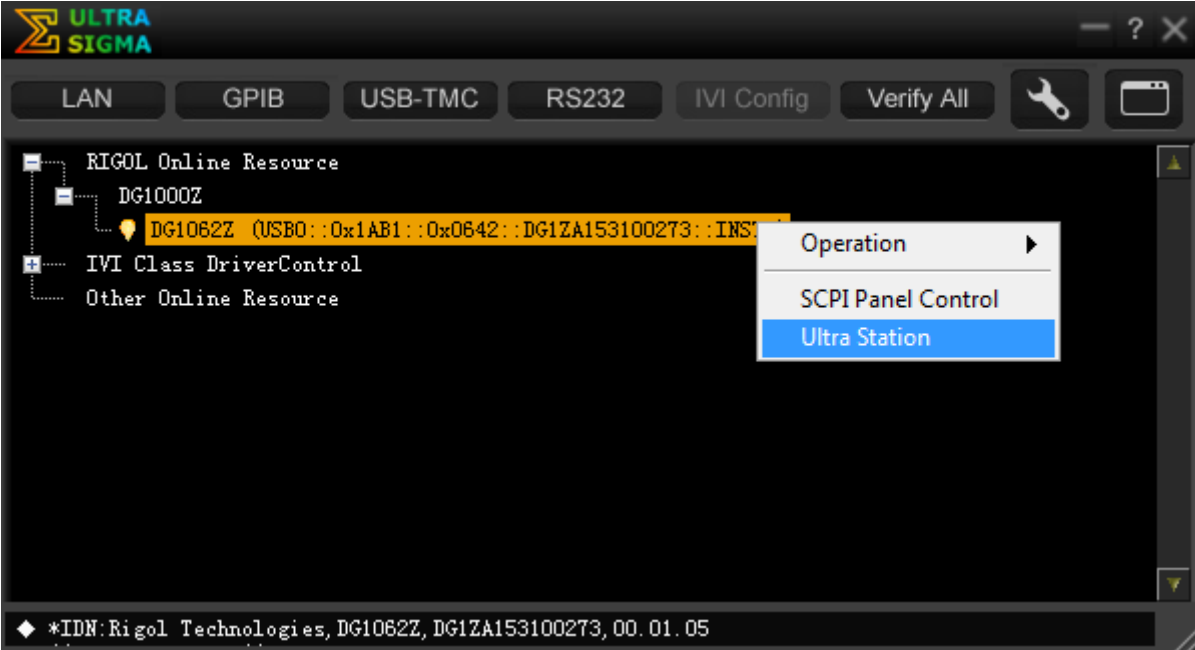 ULTRA
SIGMA
?
LAN GPIB USB-TMC RS232 IVI Config Verify All
RIGOL Online Resource
DG1000Z
DG1062Z (USB0::0x1AB1::0x0642::DG1ZA153100273::INST
Operation
IVI Class DriverControl
Other Online Resource
SCPI Panel Control
Ultra Station
*IDN:Rigol Technologies,DG1062Z,DG1ZA153100273,00.01.05